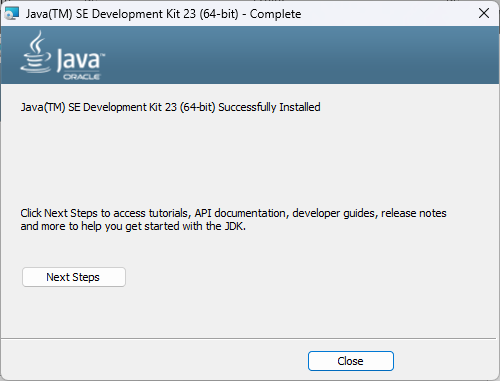 Java(TM) SE Development Kit 23 (64-bit) - Complete
Java™
ORACLE
Java(TM) SE Development Kit 23 (64-bit) Successfully Installed
Click Next Steps to access tutorials, API documentation, developer guides, release notes
and more to help you get started with the JDK.
Next Steps
Close